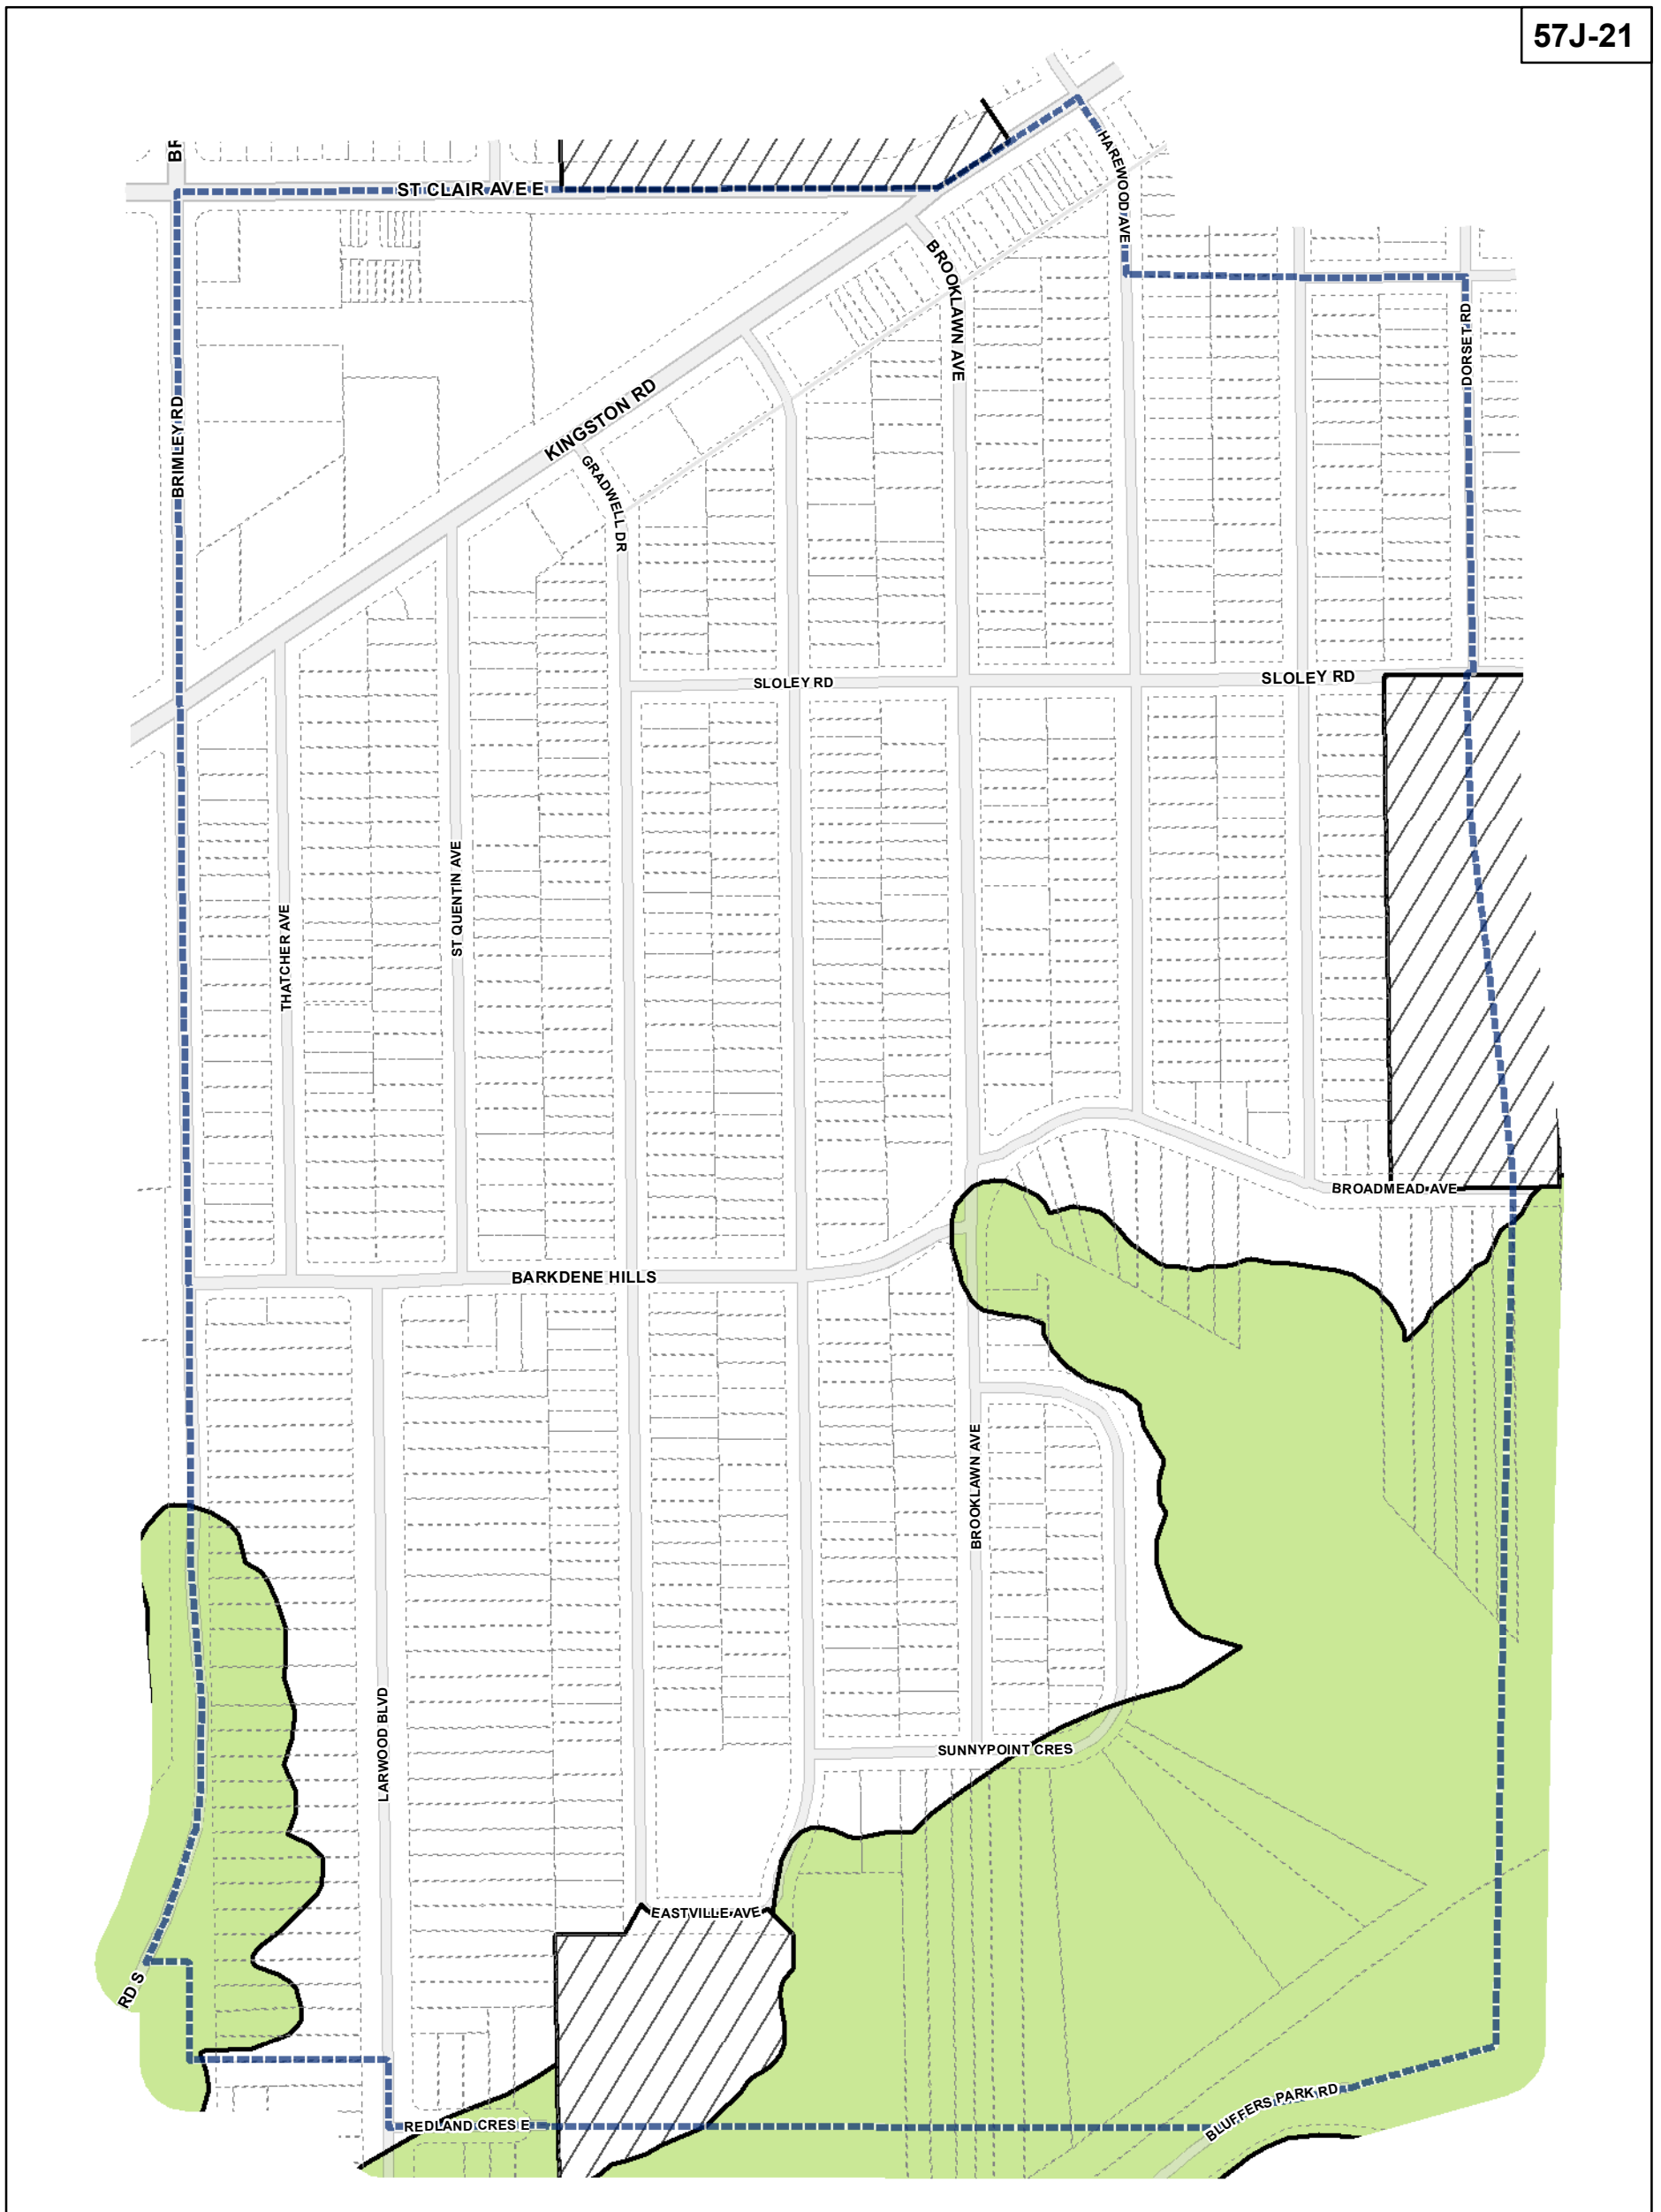 57J-21
BR
HAREWOOD AVE
ST CLAIR AVE E
BROOKLAWN AVE
DORSET RD
KINGSTON RD
BRIMLEY RD
GRADWELL DR
SLOLEY RD
SLOLEY RD
ST QUENTIN AVE
THATCHER AVE
BROADMEAD AVE
BARKDENE HILLS
BROOKLAWN AVE
LARWOOD BLVD
SUNNYPOINT CRES
EASTVILLE AVE
RD S
BLUFFERS PARK RD
REDLAND CRES E